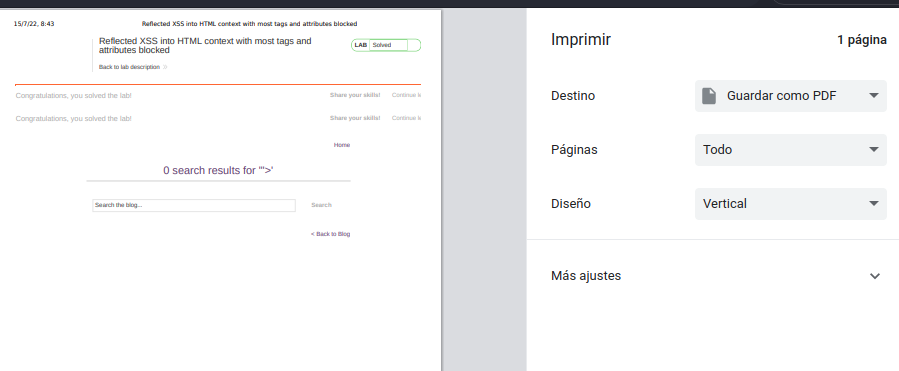 15/7/22, 8:43
Reflected XSS into HTML context with most tags and attributes blocked
Reflected XSS into HTML context with most tags and
attributes blocked
LAB Solved
Back to lab description
Congratulations, you solved the lab!
Share your skills!
Continue
Congratulations, you solved the lab!
Share your skills!
Continue
Home
0 search results for '">'
Search the blog...
Search
< Back to Blog
Imprimir
1 página
Destino
Guardar como PDF
Páginas
Todo
Diseño
Vertical
Más ajustes